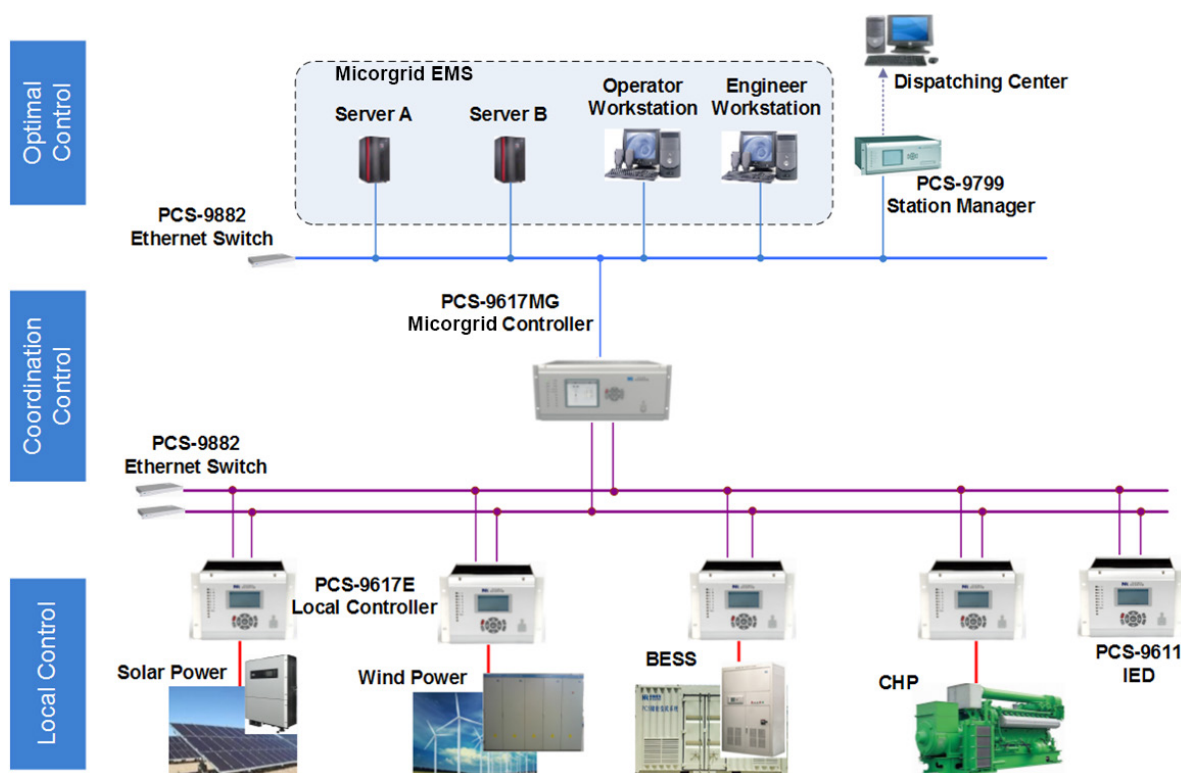 Optimal
Control
Micorgrid EMS
Server A
Server B
Operator
Workstation
Engineer
Workstation
Dispatching Center
PCS-9799
Station Manager
PCS-9882
Ethernet Switch
Coordination
Control
PCS-9617MG
Micorgrid Controller
PCS-9882
Ethernet Switch
Local Control
PCS-9617E
Local Controller
PCS-9611
IED
Solar Power
Wind Power
BESS
CHP